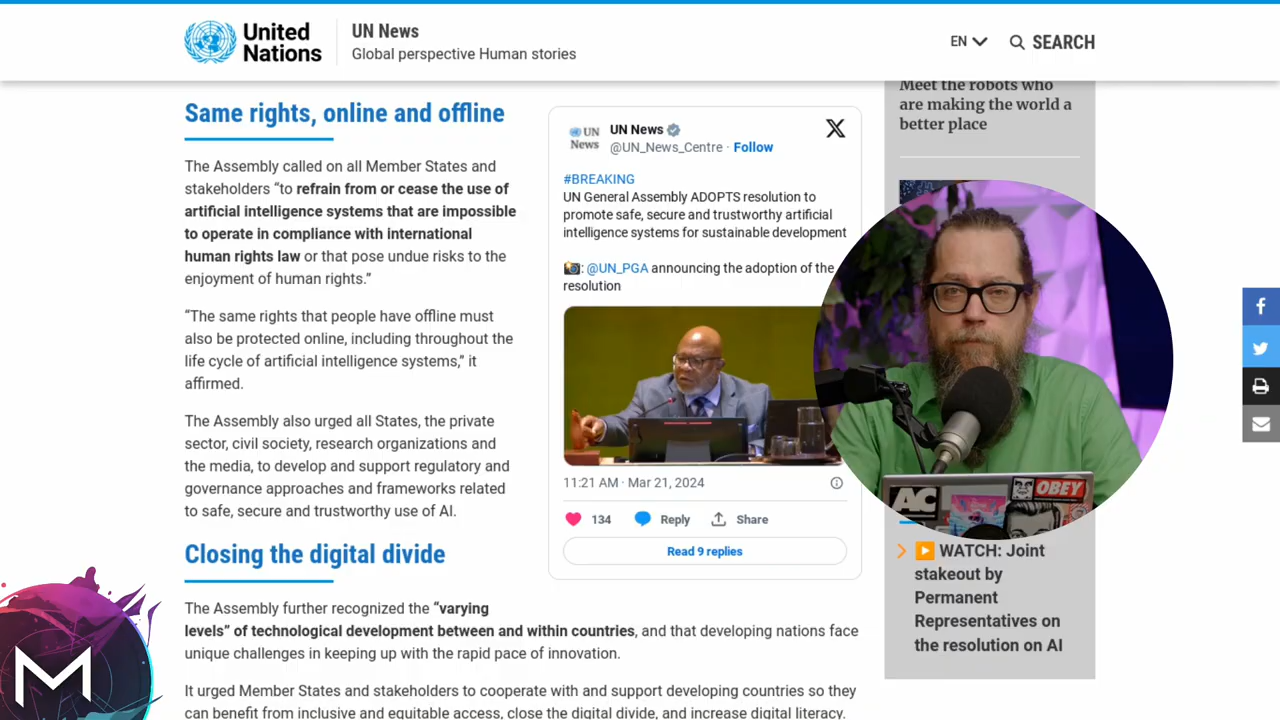 United
Nations
UN News
Global perspective Human stories
EN
SEARCH
Same rights, online and offline
The Assembly called on all Member States and
stakeholders “to refrain from or cease the use of
artificial intelligence systems that are impossible
to operate in compliance with international
human rights law or that pose undue risks to the
enjoyment of human rights.”
“The same rights that people have offline must
also be protected online, including throughout the
life cycle of artificial intelligence systems,” it
affirmed.
The Assembly also urged all States, the private
sector, civil society, research organizations and
the media, to develop and support regulatory and
governance approaches and frameworks related
to safe, secure and trustworthy use of AI.
Closing the digital divide
The Assembly further recognized the “varying
levels” of technological development between and within countries, and that developing nations face
unique challenges in keeping up with the rapid pace of innovation.
It urged Member States and stakeholders to cooperate with and support developing countries so they
can benefit from inclusive and equitable access, close the digital divide, and increase digital literacy.
UN
News
UN News
@UN_News_Centre · Follow
#BREAKING
UN General Assembly ADOPTS resolution to
promote safe, secure and trustworthy artificial
intelligence systems for sustainable development
: @UN_PGA announcing the adoption of the
resolution
11:21 AM · Mar 21, 2024
134
Reply
Share
Read 9 replies
Meet the robots who
are making the world a
better place
AC
OBEY
WATCH: Joint
stakeout by
Permanent
Representatives on
the resolution on AI
M